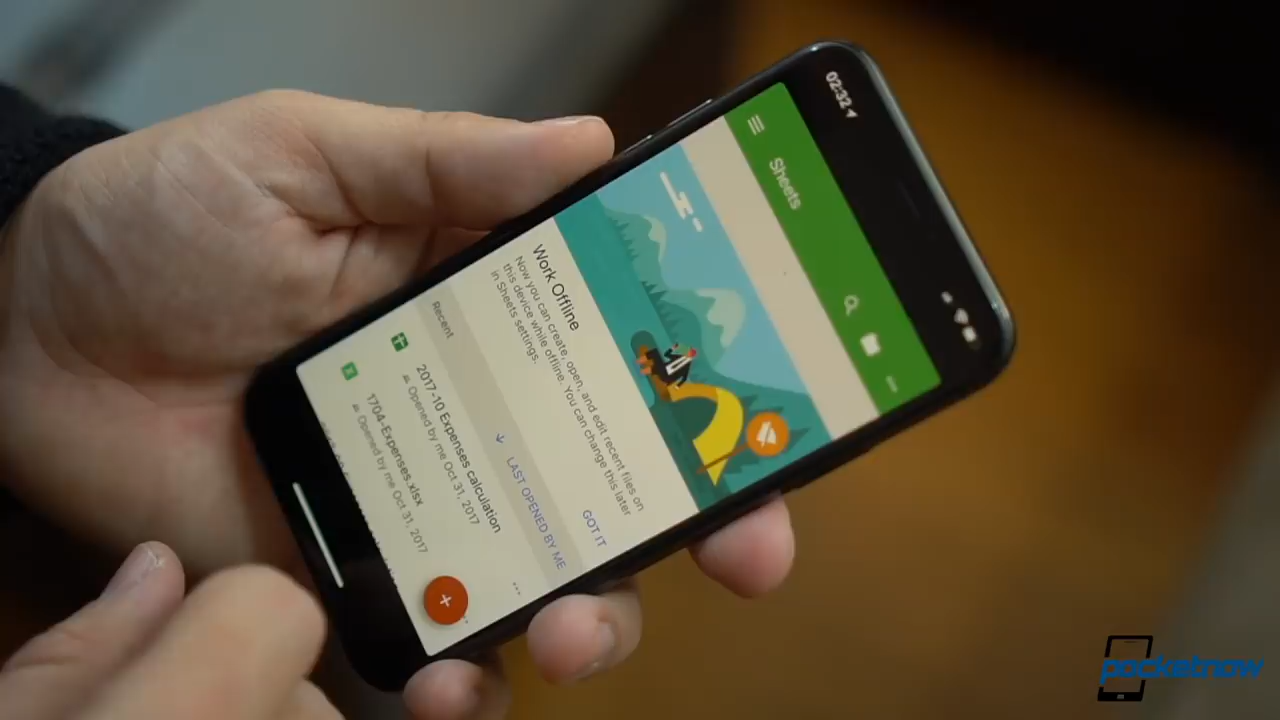 02:32
Sheets
Work Offline
Now you can create, open, and edit recent files on
this device while offline. You can change this later
in Sheets settings.
GOT IT
Recent
LAST OPENED BY ME
2017-10 Expenses calculation
Opened by me Oct 31, 2017
1704-Expenses.xlsx
Opened by me Oct 31, 2017
pocketnow